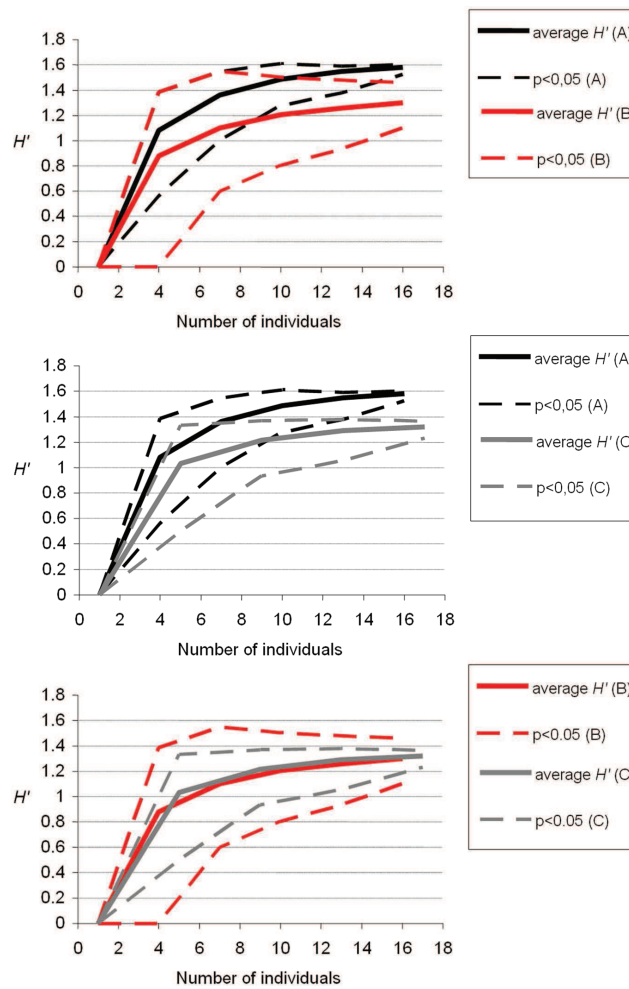 1.8
1.6
1.4
1.2
1
0.8
0.6
0.4
0.2
0
H'
0 2 4 6 8 10 12 14 16 18
Number of individuals
average H' (A)
p<0,05 (A)
average H' (B
p<0,05 (B)
1.8
1.6
1.4
1.2
1
0.8
0.6
0.4
0.2
0
H'
0 2 4 6 8 10 12 14 16 18
Number of individuals
average H' (A
p<0,05 (A)
average H' (C
p<0,05 (C)
1.8
1.6
1.4
1.2
1
0.8
0.6
0.4
0.2
0
H'
0 2 4 6 8 10 12 14 16 18
Number of individuals
average H' (B)
p<0.05 (B)
average H' (C
p<0.05 (C)